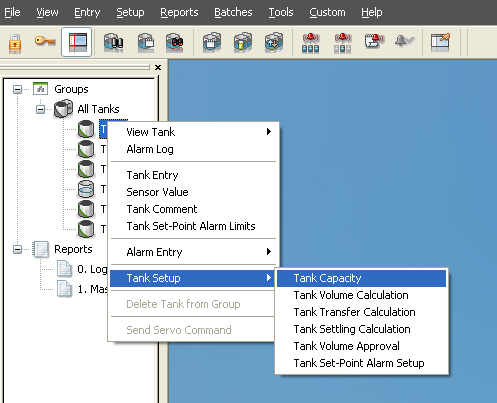 File View Entry Setup Reports Batches Tools Custom Help
Groups
All Tanks
T
T
T
T
T
T
Reports
0. Log
1. Mas
View Tank
Alarm Log
Tank Entry
Sensor Value
Tank Comment
Tank Set-Point Alarm Limits
Alarm Entry
Tank Setup
Delete Tank from Group
Send Servo Command
Tank Capacity
Tank Volume Calculation
Tank Transfer Calculation
Tank Settling Calculation
Tank Volume Approval
Tank Set-Point Alarm Setup